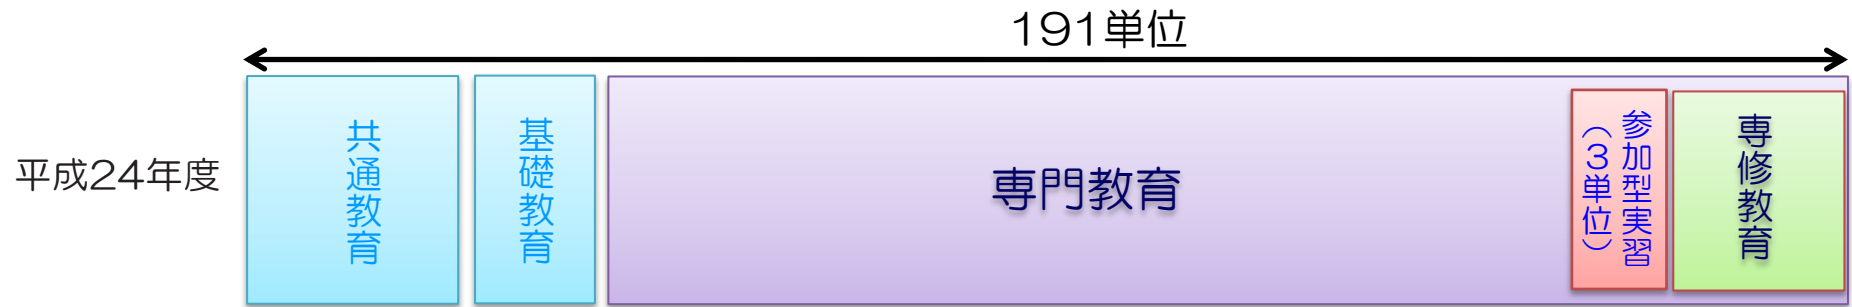 191単位
平成24年度
共通教育
基礎教育
専門教育
参加型実習
（3単位）
専修教育